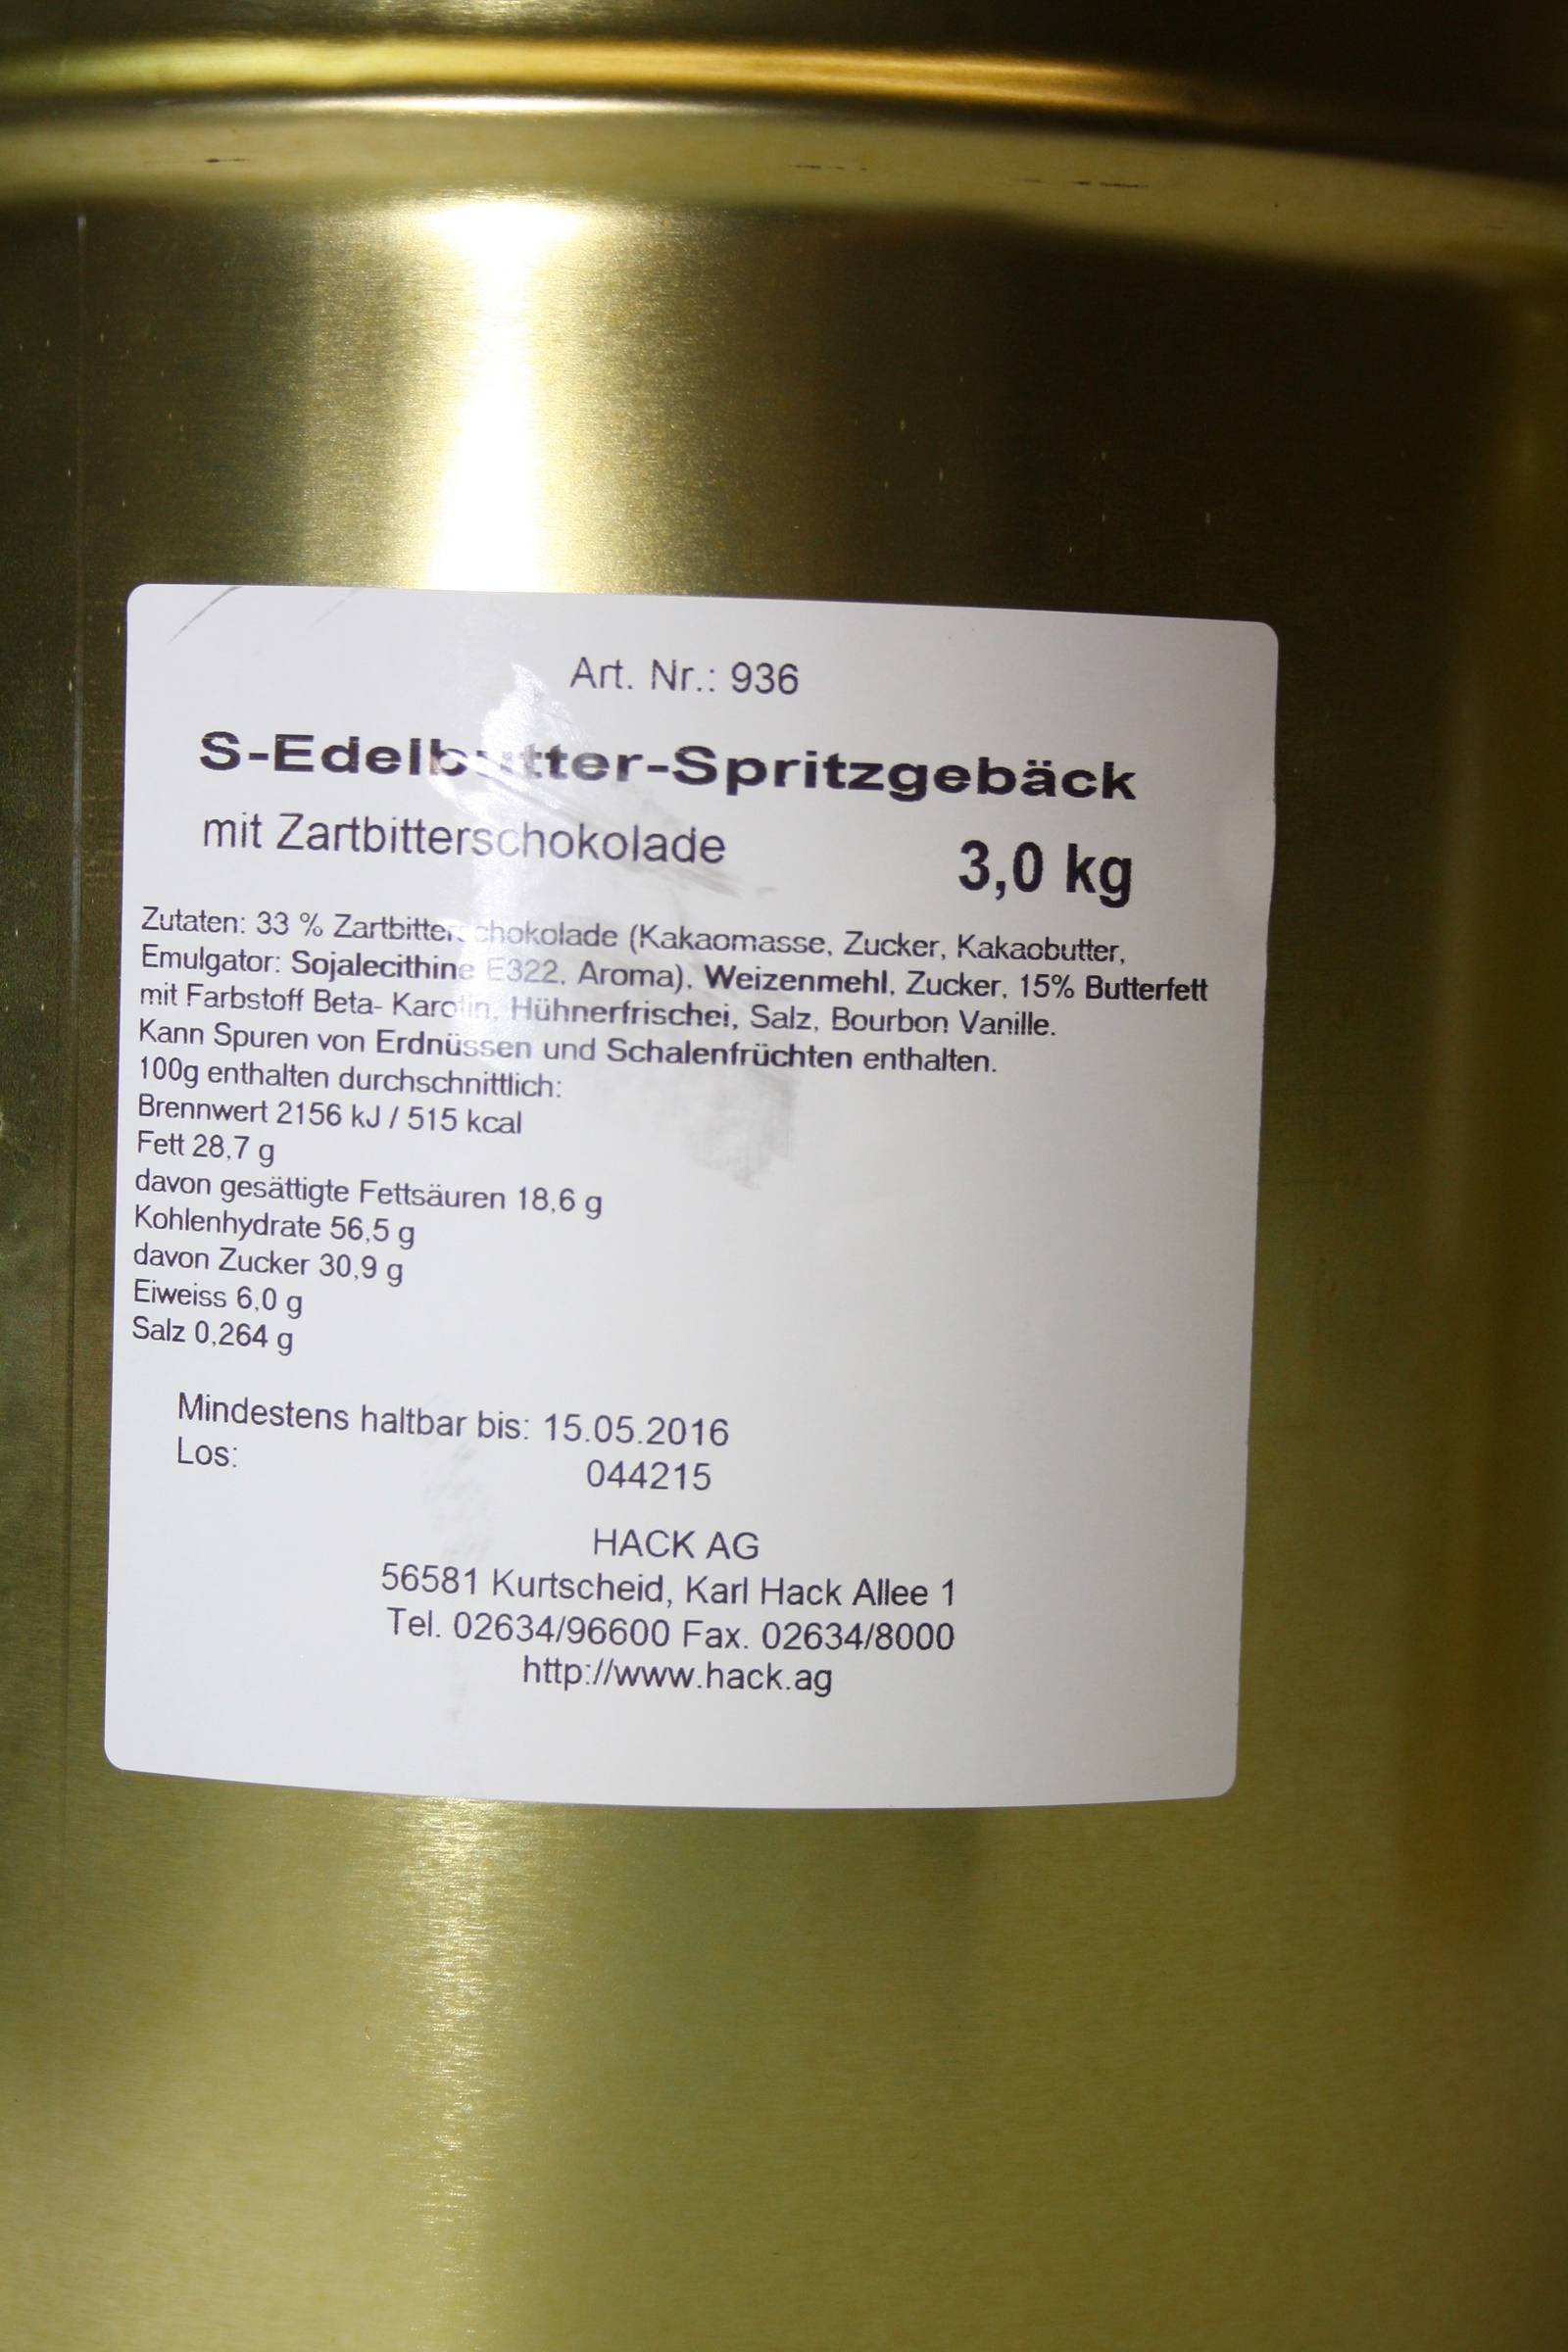 Art. Nr.: 936
S-Edelbutter-Spritzgebäck
mit Zartbitterschokolade
3,0 kg
Zutaten: 33 % Zartbitterschokolade (Kakaomasse, Zucker, Kakaobutter,
Emulgator: Sojalecithine E322, Aroma), Weizenmehl, Zucker, 15% Butterfett
mit Farbstoff Beta- Karotin, Hühnerfrischei, Salz, Bourbon Vanille.
Kann Spuren von Erdnüssen und Schalenfrüchten enthalten.
100g enthalten durchschnittlich:
Brennwert 2156 kJ / 515 kcal
Fett 28,7 g
davon gesättigte Fettsäuren 18,6 g
Kohlenhydrate 56,5 g
davon Zucker 30,9 g
Eiweiss 6,0 g
Salz 0,264 g
Mindestens haltbar bis: 15.05.2016
Los: 044215
HACK AG
56581 Kurtscheid, Karl Hack Allee 1
Tel. 02634/96600 Fax. 02634/8000
http://www.hack.ag